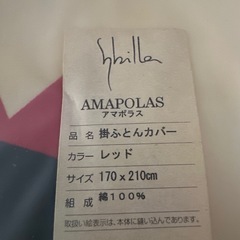 Sybilla
AMAPOLAS
アマポラス
品 名 掛ふとんカバー
カラー レッド
サイズ 170×210cm
組 成 綿100%
取扱い絵表示は、本体に縫い込んであります。